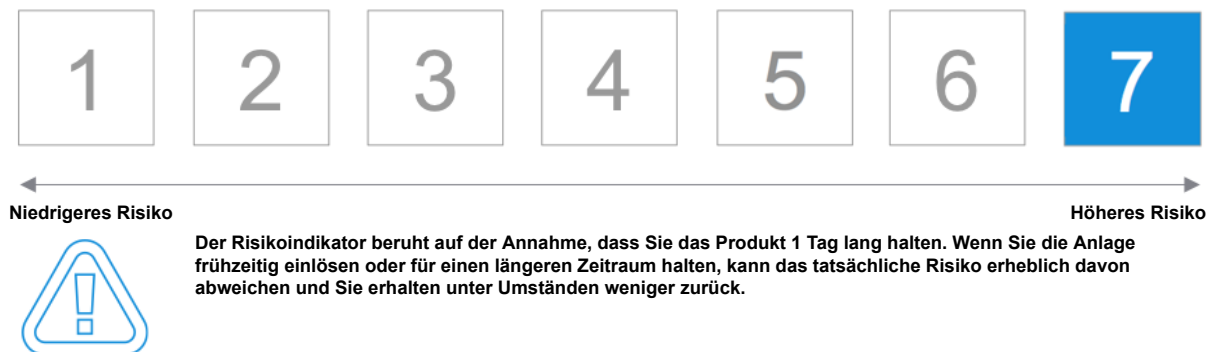 1 2 3 4 5 6 7
Niedrigeres Risiko Höheres Risiko
Der Risikoindikator beruht auf der Annahme, dass Sie das Produkt 1 Tag lang halten. Wenn Sie die Anlage
frühzeitig einlösen oder für einen längeren Zeitraum halten, kann das tatsächliche Risiko erheblich davon
abweichen und Sie erhalten unter Umständen weniger zurück.